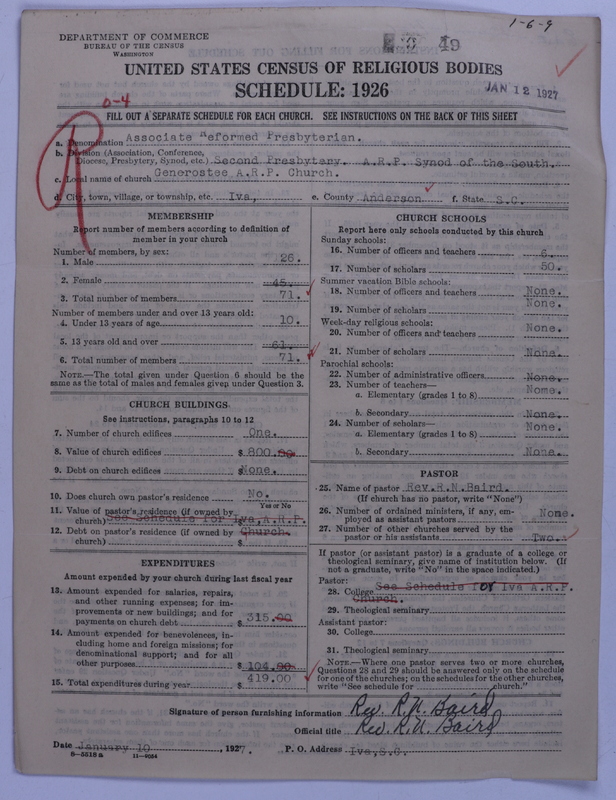 1-6-9
DEPARTMENT OF COMMERCE
BUREAU OF THE CENSUS
WASHINGTON
49
UNITED STATES CENSUS OF RELIGIOUS BODIES
SCHEDULE: 1926
JAN 12 1927
0-4
FILL OUT A SEPARATE SCHEDULE FOR EACH CHURCH. SEE INSTRUCTIONS ON THE BACK OF THIS SHEET
R
a. Denomination Associate Reformed Presbyterian.
b. Division (Association, Conference,
Diocese, Presbytery, Synod, etc.) Second Presbytery. A.R.P. Synod of the South.
c. Local name of church Generostee A.R.P. Church.
d. City, town, village, or township, etc. Iva, e. County Anderson f. State S.C.
MEMBERSHIP
Report number of members according to definition of
member in your church
Number of members, by sex:
1. Male 26.
2. Female 45.
3. Total number of members 71.
Number of members under and over 13 years old:
4. Under 13 years of age 10.
5. 13 years old and over 61.
6. Total number of members 71.
NOTE.—The total given under Question 6 should be
the same as the total of males and females given under Question 3.
CHURCH BUILDINGS
See instructions, paragraphs 10 to 12
7. Number of church edifices One.
8. Value of church edifices $ 800.00
9. Debt on church edifices $ None.
10. Does church own pastor's residence No.
Yes or No
11. Value of pastor's residence (if owned by
church) See Schedule for Iva, A.R.P.
12. Debt on pastor's residence (if owned by Church.
church) $
EXPENDITURES
Amount expended by your church during last fiscal year
13. Amount expended for salaries, repairs,
and other running expenses; for im-
provements or new buildings; and for
payments on church debt $ 315.00
14. Amount expended for benevolences, in-
cluding home and foreign missions; for
denominational support; and for all
other purposes $ 104.00
15. Total expenditures during year $ 419.00
CHURCH SCHOOLS
Report here only schools conducted by this church
Sunday schools:
16. Number of officers and teachers 6.
17. Number of scholars 50.
Summer vacation Bible schools:
18. Number of officers and teachers None.
19. Number of scholars None.
Week-day religious schools:
20. Number of officers and teachers None.
21. Number of scholars None.
Parochial schools:
22. Number of administrative officers None.
23. Number of teachers—
a. Elementary (grades 1 to 8) None.
b. Secondary None.
24. Number of scholars—
a. Elementary (grades 1 to 8) None.
b. Secondary None.
PASTOR
25. Name of pastor Rev. R.N. Baird.
(If church has no pastor, write "None")
26. Number of ordained ministers, if any, em-
ployed as assistant pastors None.
27. Number of other churches served by the
pastor or his assistants Two.
If pastor (or assistant pastor) is a graduate of a college or
theological seminary, give name of institution below. (If
not a graduate, write "No" in the space indicated)
Pastor:
28. College See Schedule for Iva A.R.P.
Church.
29. Theological seminary
Assistant pastor:
30. College
31. Theological seminary
NOTE.—Where one pastor serves two or more churches,
Questions 28 and 29 should be answered only on the schedule
for one of the churches; on the schedules for the other churches,
write "See schedule for church."
Signature of person furnishing information Rev. R.N. Baird
Official title Rev. R.N. Baird
Date January 10, 1927. P. O. Address Iva, S.C.
8-5518 a 11-9054